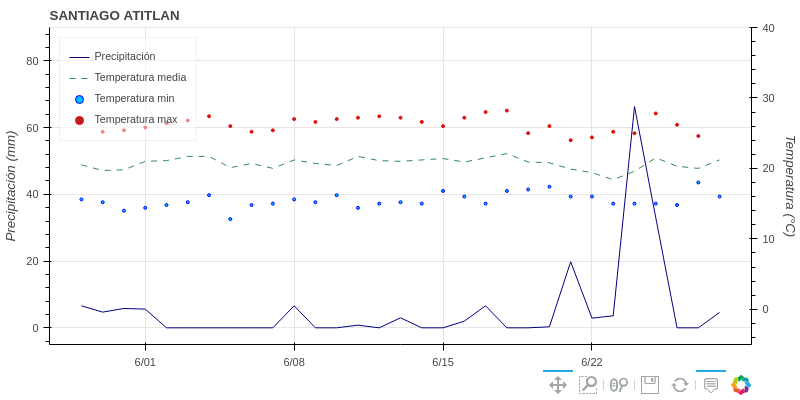 SANTIAGO ATITLAN
Precipitación
Temperatura media
Temperatura min
Temperatura max
Precipitación (mm)
80
60
40
20
0
Temperatura (°C)
40
30
20
10
0
6/01
6/08
6/15
6/22